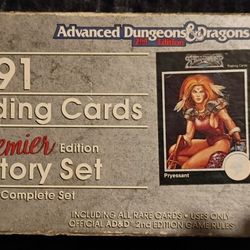 Advanced Dungeons & Dragons
2nd Edition
91
ding Cards
Trading Cards
emier Edition
tory Set
Complete Set
Pryessant
INCLUDING ALL RARE CARDS • USES ONLY
OFFICIAL AD&D 2ND EDITION GAME RULES